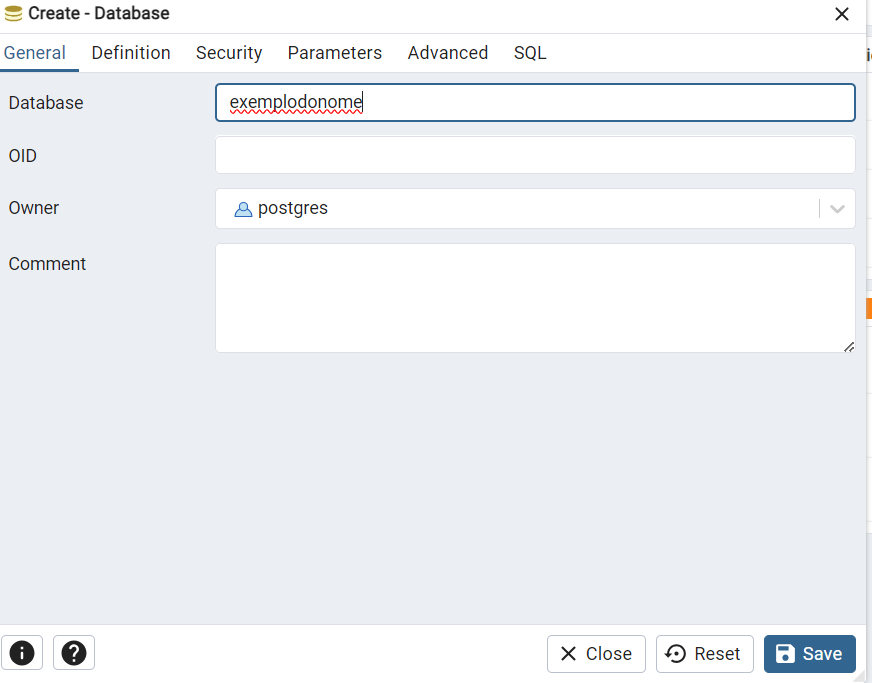 Create - Database
General Definition Security Parameters Advanced SQL
Database exemplodonome
OID
Owner postgres
Comment
Close Reset Save